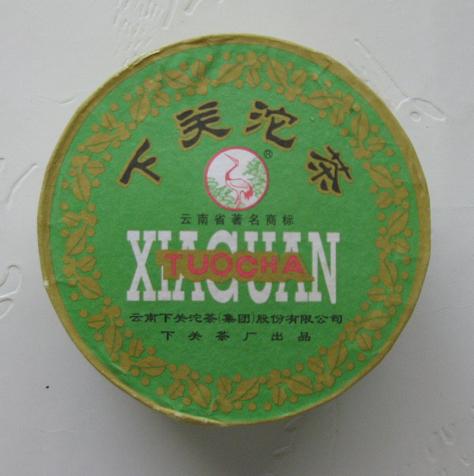 下关沱茶
®
云南省著名商标
XIAGUAN
TUOCHA
云南下关沱茶(集团)股份有限公司
下关茶厂出品